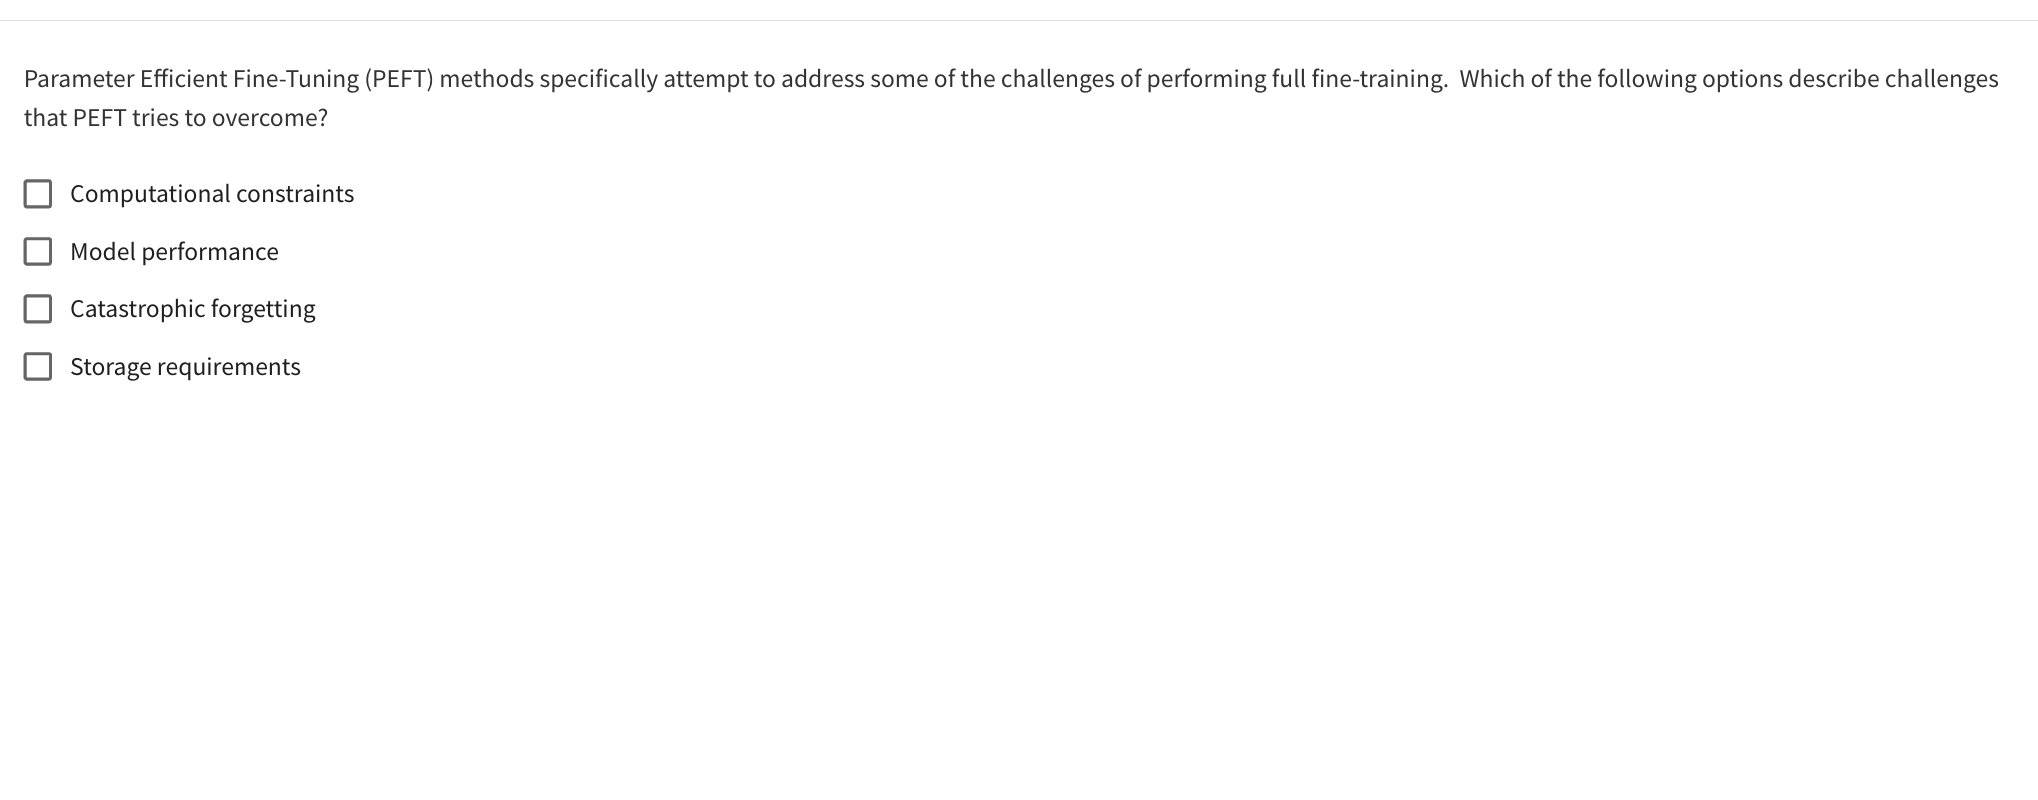 Parameter Efficient Fine-Tuning (PEFT) methods specifically attempt to address some of the challenges of performing full fine-training.  Which of the following options describe challenges
that PEFT tries to overcome?
Computational constraints
Model performance
Catastrophic forgetting
Storage requirements